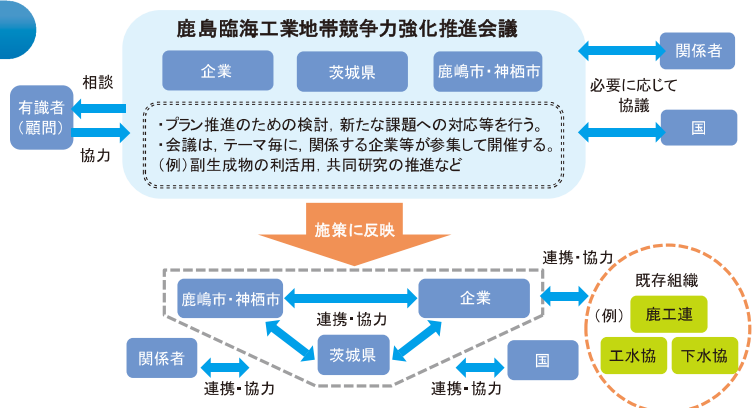 鹿島臨海工業地帯競争力強化推進会議
企業
茨城県
鹿嶋市・神栖市
関係者
相談
有識者
(顧問)
協力
必要に応じて
協議
国
・プラン推進のための検討，新たな課題への対応等を行う。
・会議は，テーマ毎に，関係する企業等が参集して開催する。
(例)副生成物の利活用，共同研究の推進など
施策に反映
連携・協力
既存組織
鹿嶋市・神栖市
企業
連携・協力
(例)
鹿工連
茨城県
工水協
下水協
関係者
連携・協力
国
連携・協力